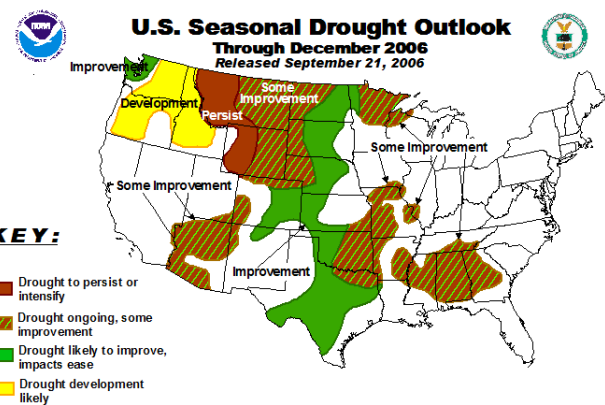 U.S. Seasonal Drought Outlook
Through December 2006
Released September 21, 2006
noaa
Improvement
Some
Improvement
Development
Persist
Some Improvement
Some Improvement
Improvement
KEY:
Drought to persist or
intensify
Drought ongoing, some
improvement
Drought likely to improve,
impacts ease
Drought development
likely